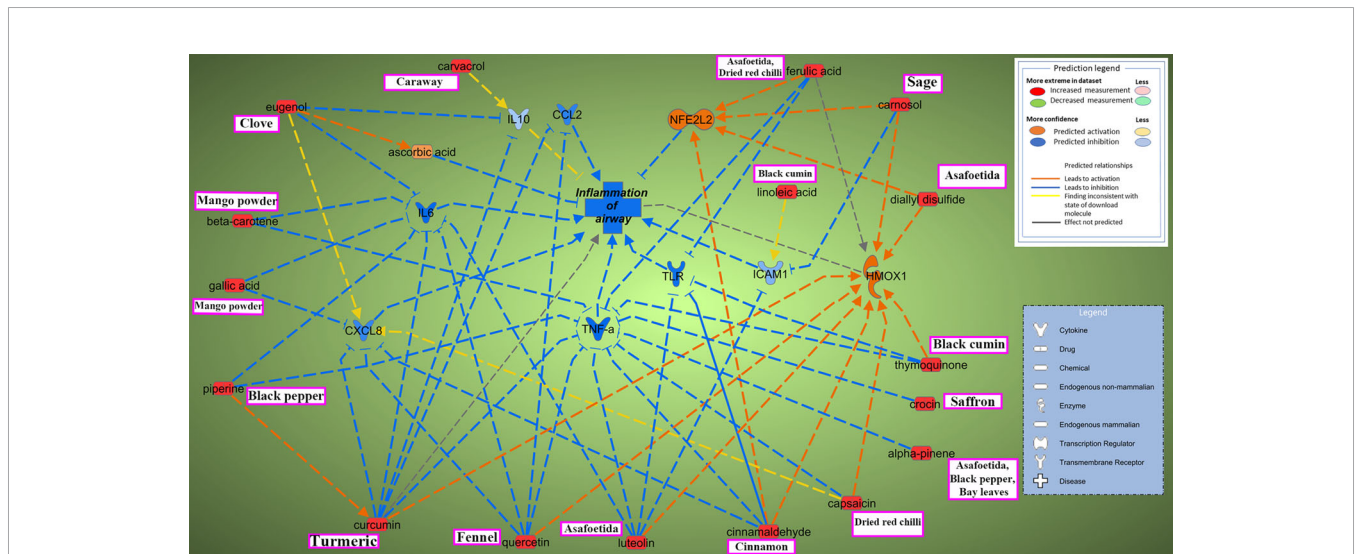 carvacrol
Caraway
eugenol
Clove
IL10
CCL2
ascorbic acid
Asafoetida,
Dried red chilli
ferulic acid
Sage
carnosol
NFE2L2
Prediction legend
More extreme in dataset
Less
Increased measurement
Decreased measurement
More confidence
Less
Predicted activation
Predicted inhibition
Predicted relationships
Leads to activation
Leads to inhibition
Finding inconsistent with
state of download
molecule
Effect not predicted
Mango powder
beta-carotene
IL6
Inflammation
of
airway
Black cumin
linoleic acid
Asafoetida
diallyl disulfide
gallic acid
Mango powder
TLR
ICAM1
HMOX1
CXCL8
TNF-a
Black cumin
thymoquinone
piperine
Black pepper
crocin
Saffron
alpha-pinene
Asafoetida,
Black pepper,
Bay leaves
capsaicin
Dried red chilli
curcumin
Turmeric
Fennel
quercetin
Asafoetida
luteolin
cinnamaldehyde
Cinnamon
Legend
Cytokine
Drug
Chemical
Endogenous non-mammalian
Enzyme
Endogenous mammalian
Transcription Regulator
Transmembrane Receptor
Disease